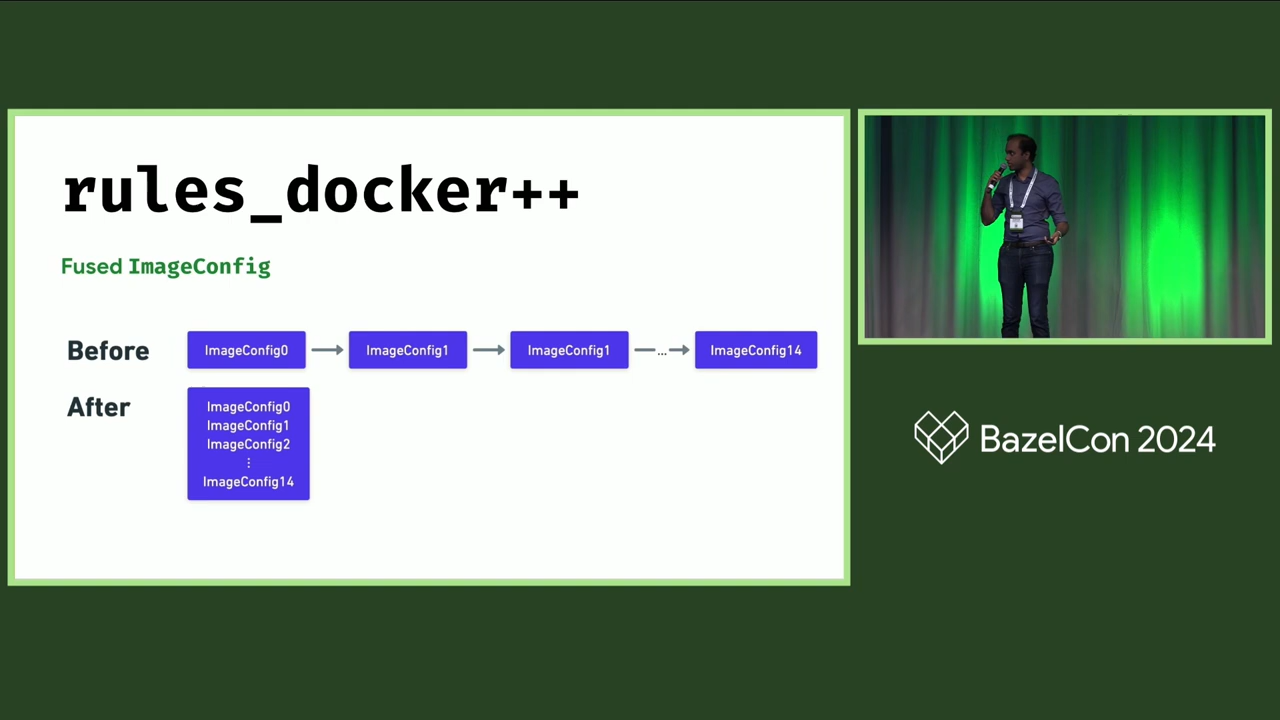 rules_docker++
Fused ImageConfig
Before
ImageConfig0
ImageConfig1
ImageConfig1
...
ImageConfig14
After
ImageConfig0
ImageConfig1
ImageConfig2
⋮
ImageConfig14
BazelCon 2024